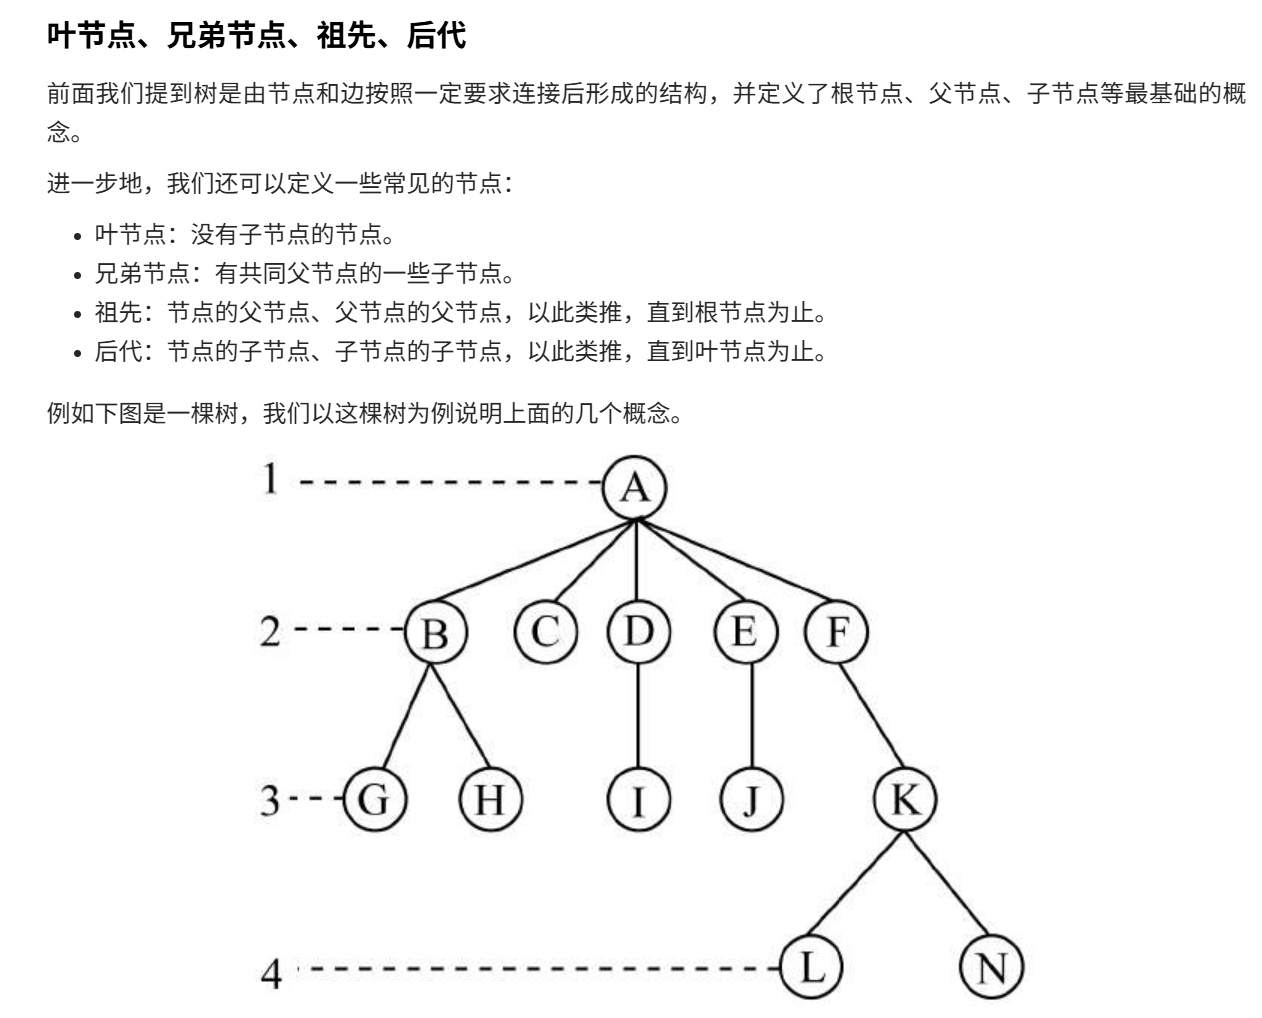 叶节点、兄弟节点、祖先、后代
前面我们提到树是由节点和边按照一定要求连接后形成的结构，并定义了根节点、父节点、子节点等最基础的概
念。
进一步地，我们还可以定义一些常见的节点：
• 叶节点：没有子节点的节点。
• 兄弟节点：有共同父节点的一些子节点。
• 祖先：节点的父节点、父节点的父节点，以此类推，直到根节点为止。
• 后代：节点的子节点、子节点的子节点，以此类推，直到叶节点为止。
例如下图是一棵树，我们以这棵树为例说明上面的几个概念。
1 A
2 B C D E F
3 G H I J K
4 L N